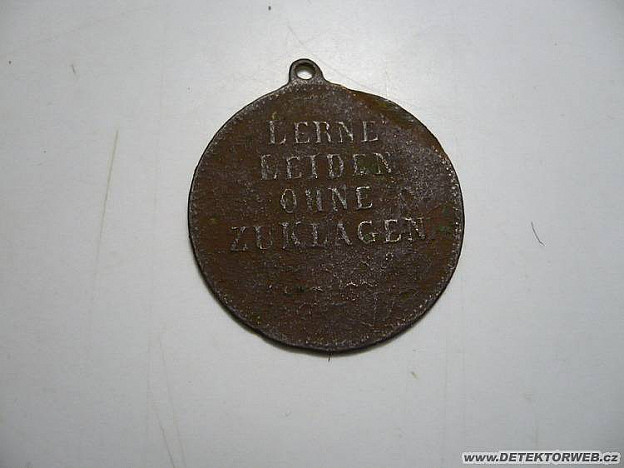 LERNE
LEIDEN
OHNE
ZUKLAGEN.
www.DETEKTORWEB.cz